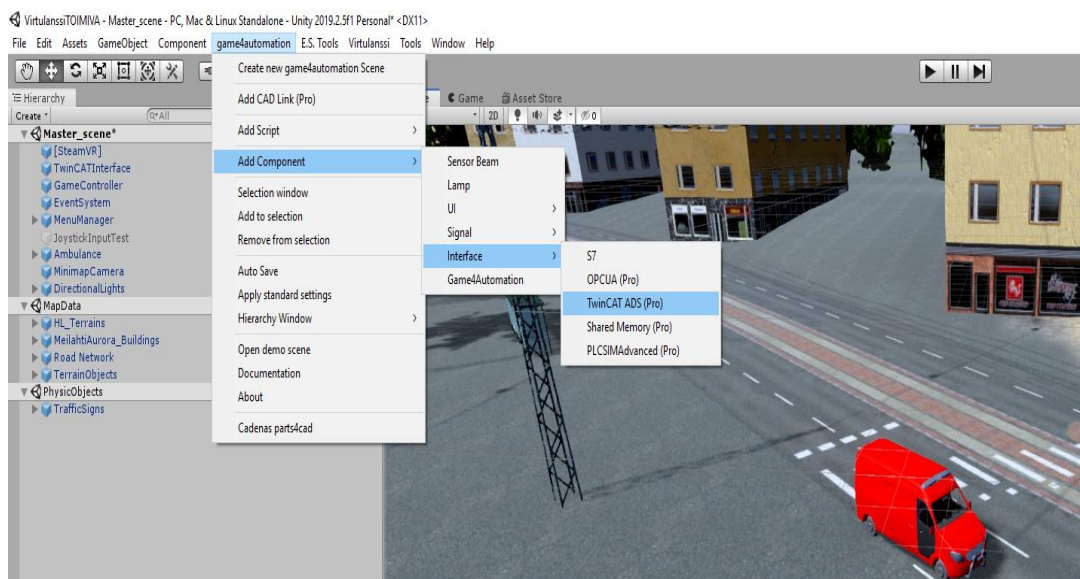 VirtulanssiTOIMIVA - Master_scene - PC, Mac & Linux Standalone - Unity 2019.2.5f1 Personal* <DX11>
File Edit Assets GameObject Component game4automation E.S. Tools Virtulanssi Tools Window Help
Hierarchy
Create
All
Master_scene*
[SteamVR]
TwinCATInterface
GameController
EventSystem
MenuManager
JoystickInputTest
Ambulance
MinimapCamera
DirectionalLights
MapData
HL_Terrains
MeilahtiAurora_Buildings
Road Network
TerrainObjects
PhysicObjects
TrafficSigns
Create new game4automation Scene
Add CAD Link (Pro)
Add Script
Add Component
Selection window
Add to selection
Remove from selection
Auto Save
Apply standard settings
Hierarchy Window
Open demo scene
Documentation
About
Cadenas parts4cad
Game Asset Store
2D 0
Sensor Beam
Lamp
UI
Signal
Interface
Game4Automation
S7
OPCUA (Pro)
TwinCAT ADS (Pro)
Shared Memory (Pro)
PLCSIMAdvanced (Pro)